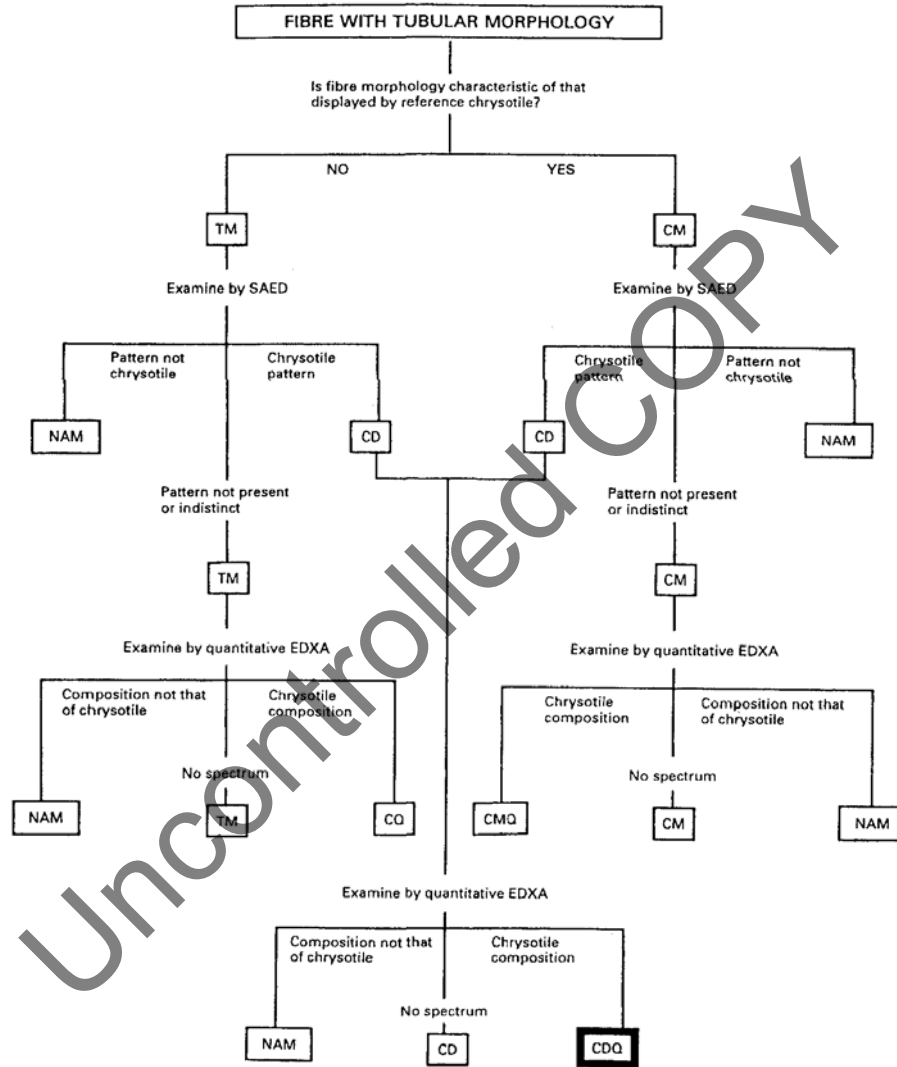 FIBRE WITH TUBULAR MORPHOLOGY
Is fibre morphology characteristic of that
displayed by reference chrysotile?
NO
YES
TM
CM
Examine by SAED
Examine by SAED
Pattern not
chrysotile
Chrysotile
pattern
Chrysotile
pattern
Pattern not
chrysotile
NAM
CD
CD
NAM
Pattern not present
or indistinct
Pattern not present
or indistinct
TM
CM
Examine by quantitative EDXA
Examine by quantitative EDXA
Composition not that
of chrysotile
Chrysotile
composition
Chrysotile
composition
Composition not that
of chrysotile
No spectrum
No spectrum
NAM
TM
CQ
CMQ
CM
NAM
Examine by quantitative EDXA
Composition not that
of chrysotile
Chrysotile
composition
No spectrum
NAM
CD
CDQ
Uncontrolled COPY